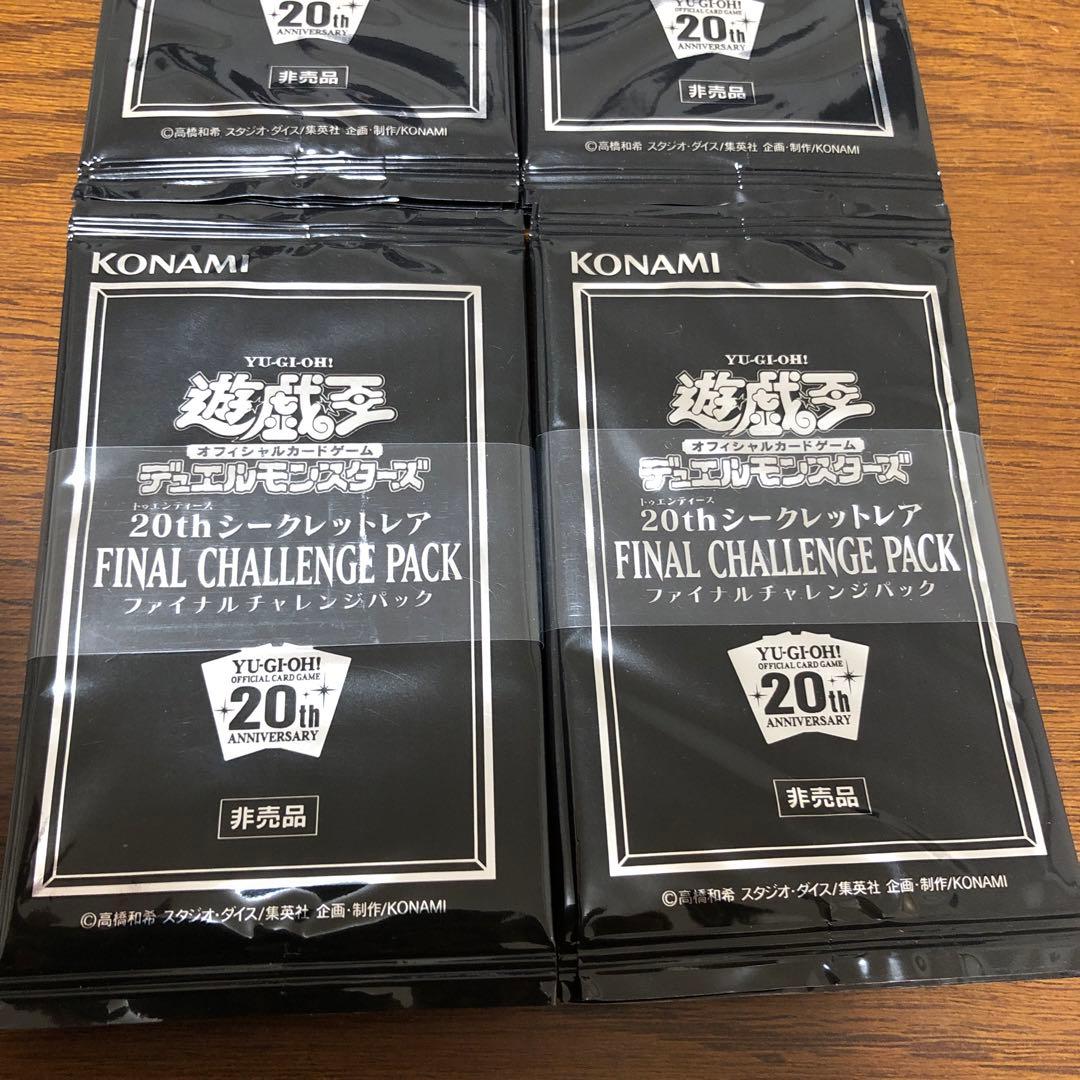 20th
ANNIVERSARY
非売品
©高橋和希 スタジオ・ダイス/集英社 企画・制作/KONAMI
YU-GI-OH!
OFFICIAL CARD GAME
20th
ANNIVERSARY
非売品
©高橋和希 スタジオ・ダイス/集英社 企画・制作/KONAMI
KONAMI
YU-GI-OH!
遊戯王
オフィシャルカードゲーム
デュエルモンスターズ
トゥエンティース
20thシークレットレア
FINAL CHALLENGE PACK
ファイナルチャレンジパック
YU-GI-OH!
OFFICIAL CARD GAME
20th
ANNIVERSARY
非売品
©高橋和希 スタジオ・ダイス/集英社 企画・制作/KONAMI
KONAMI
YU-GI-OH!
遊戯王
オフィシャルカードゲーム
デュエルモンスターズ
トゥエンティース
20thシークレットレア
FINAL CHALLENGE PACK
ファイナルチャレンジパック
YU-GI-OH!
OFFICIAL CARD GAME
20th
ANNIVERSARY
非売品
©高橋和希 スタジオ・ダイス/集英社 企画・制作/KONAMI